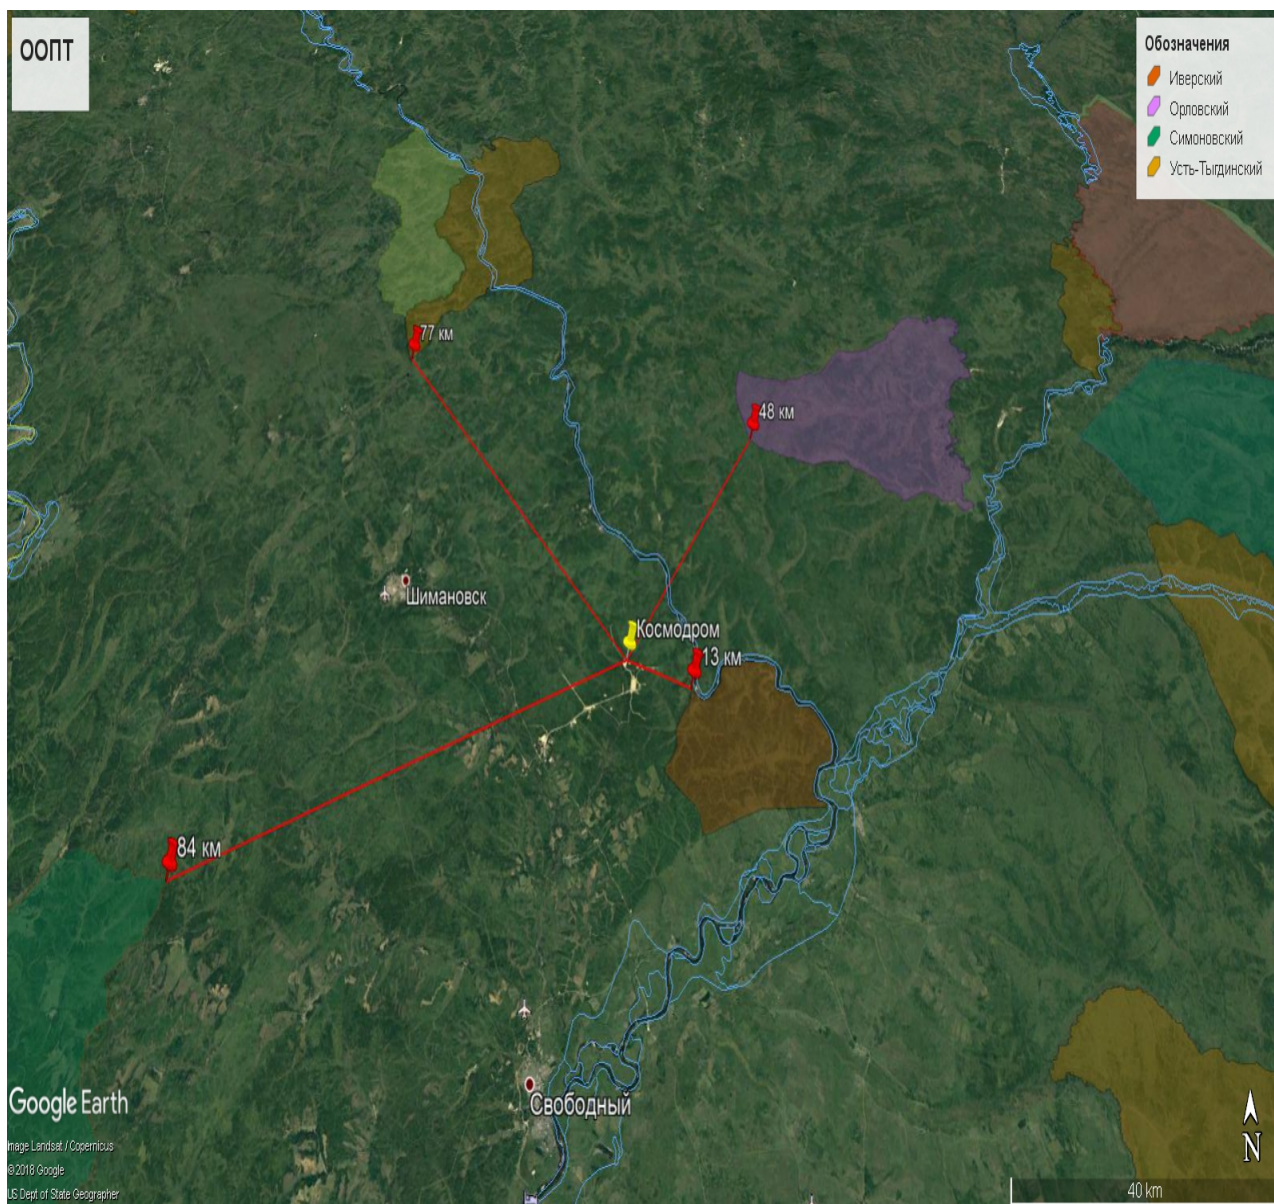 ООПТ
Обозначения
Иверский
Орловский
Симоновский
Усть-Тыгдинский
77 км
48 км
Шимановск
Космодром
13 км
84 км
Свободный
Google Earth
Image Landsat / Copernicus
©2018 Google
US Dept of State Geographer
N
40 km